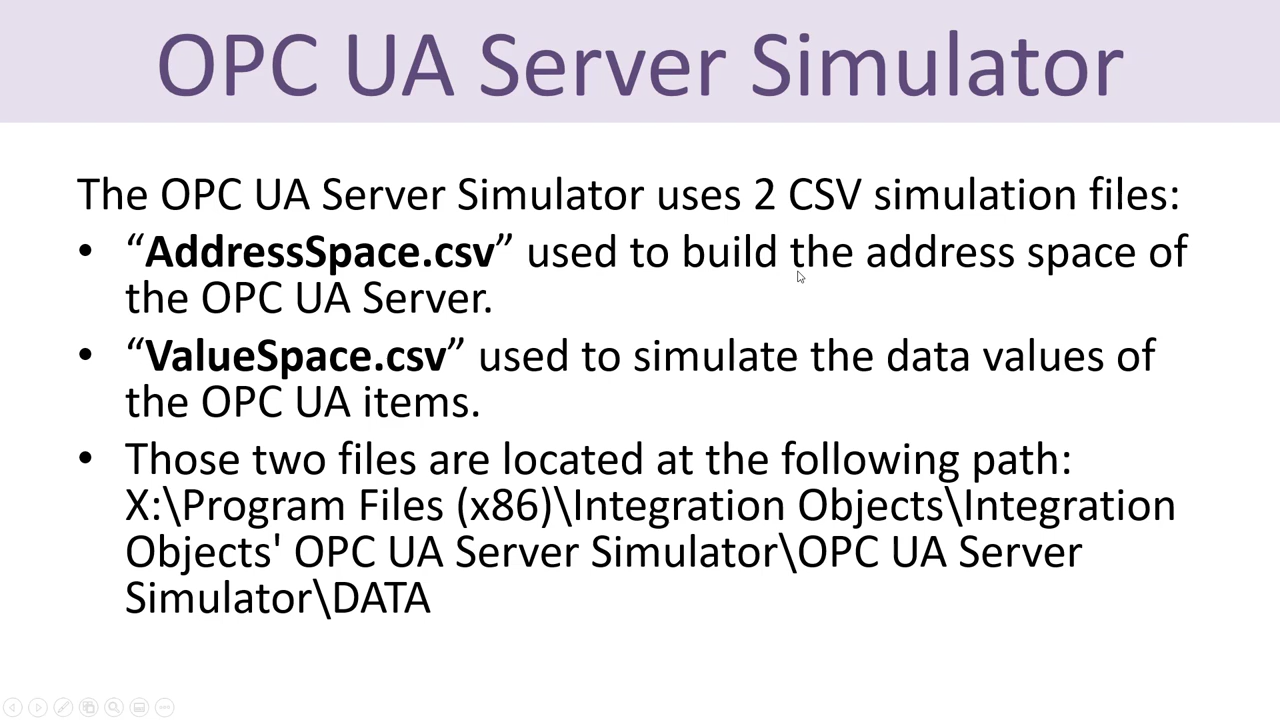 OPC UA Server Simulator
The OPC UA Server Simulator uses 2 CSV simulation files:
• “AddressSpace.csv” used to build the address space of
the OPC UA Server.
• “ValueSpace.csv” used to simulate the data values of
the OPC UA items.
• Those two files are located at the following path:
X:\Program Files (x86)\Integration Objects\Integration
Objects' OPC UA Server Simulator\OPC UA Server
Simulator\DATA